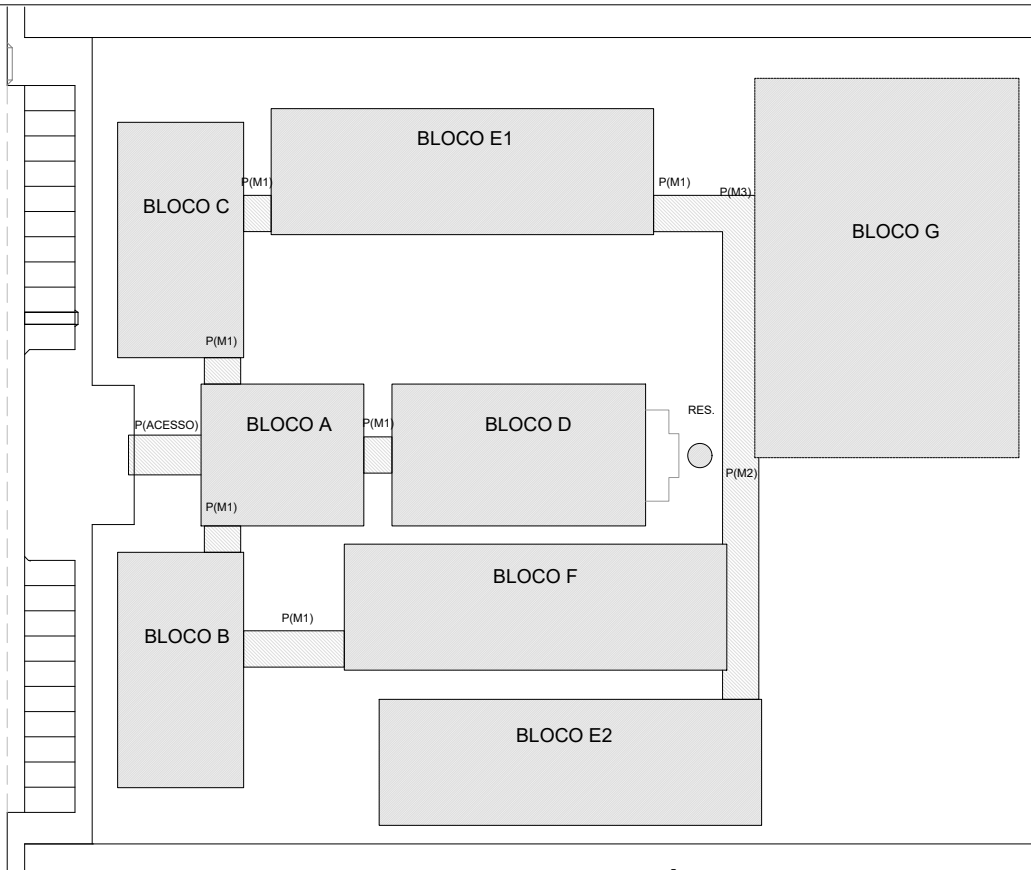 BLOCO E1
P(M1)
P(M1)
P(M3)
BLOCO C
BLOCO G
P(M1)
RES.
P(ACESSO)
BLOCO A
P(M1)
BLOCO D
P(M2)
P(M1)
BLOCO F
P(M1)
BLOCO B
BLOCO E2